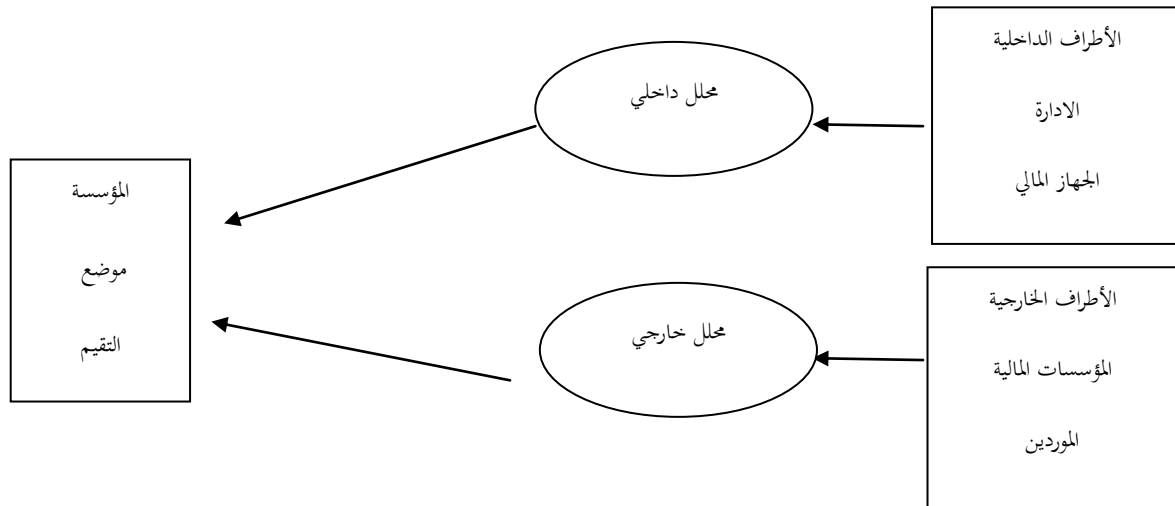 الأطراف الداخلية
الادارة
الجهاز المالي
محلل داخلي
المؤسسة
موضع
التقيم
الأطراف الخارجية
المؤسسات المالية
الموردين
محلل خارجي